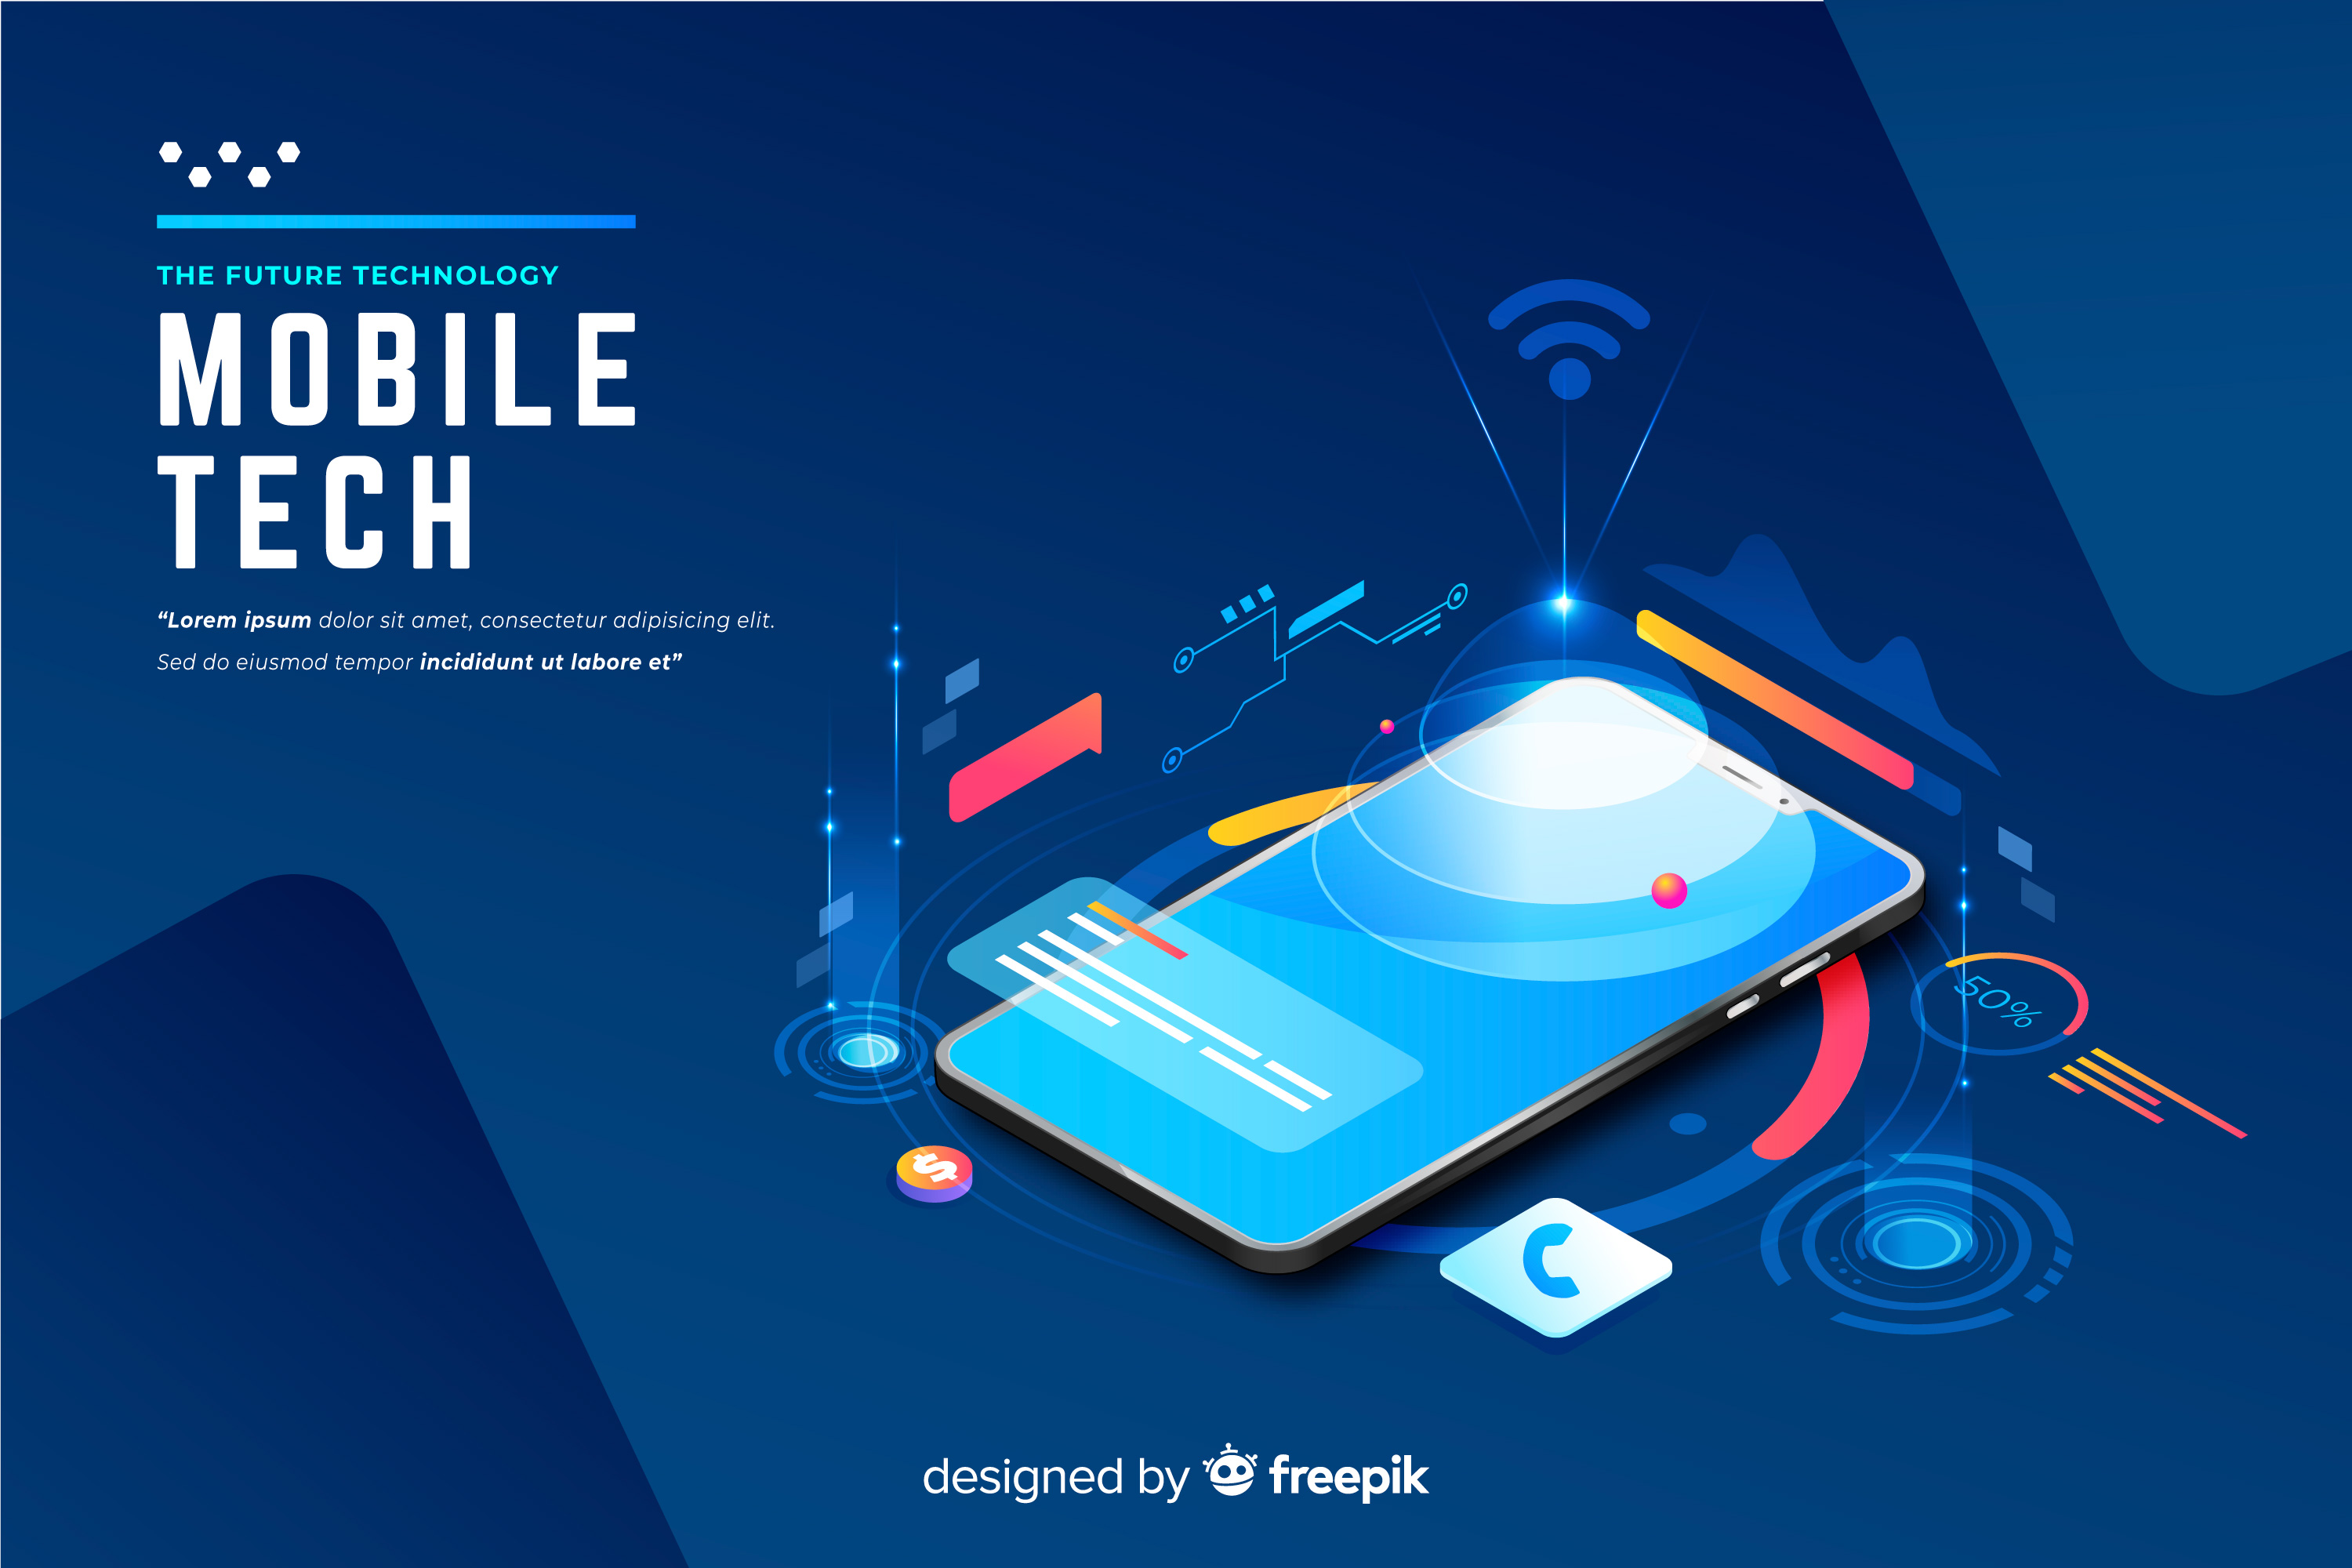 THE FUTURE TECHNOLOGY
MOBILE
TECH
“Lorem ipsum dolor sit amet, consectetur adipisicing elit.
Sed do eiusmod tempor incididunt ut labore et”
50%
$
designed by freepik